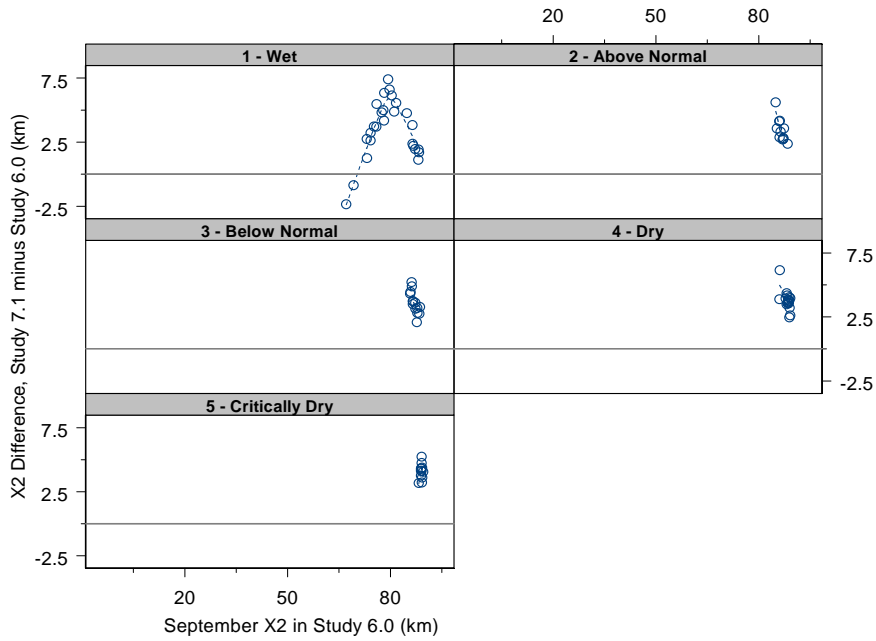 20 50 80
1 - Wet 2 - Above Normal
7.5
2.5
-2.5
3 - Below Normal 4 - Dry
7.5
2.5
-2.5
5 - Critically Dry
7.5
2.5
-2.5
20 50 80
September X2 in Study 6.0 (km)
X2 Difference, Study 7.1 minus Study 6.0 (km)